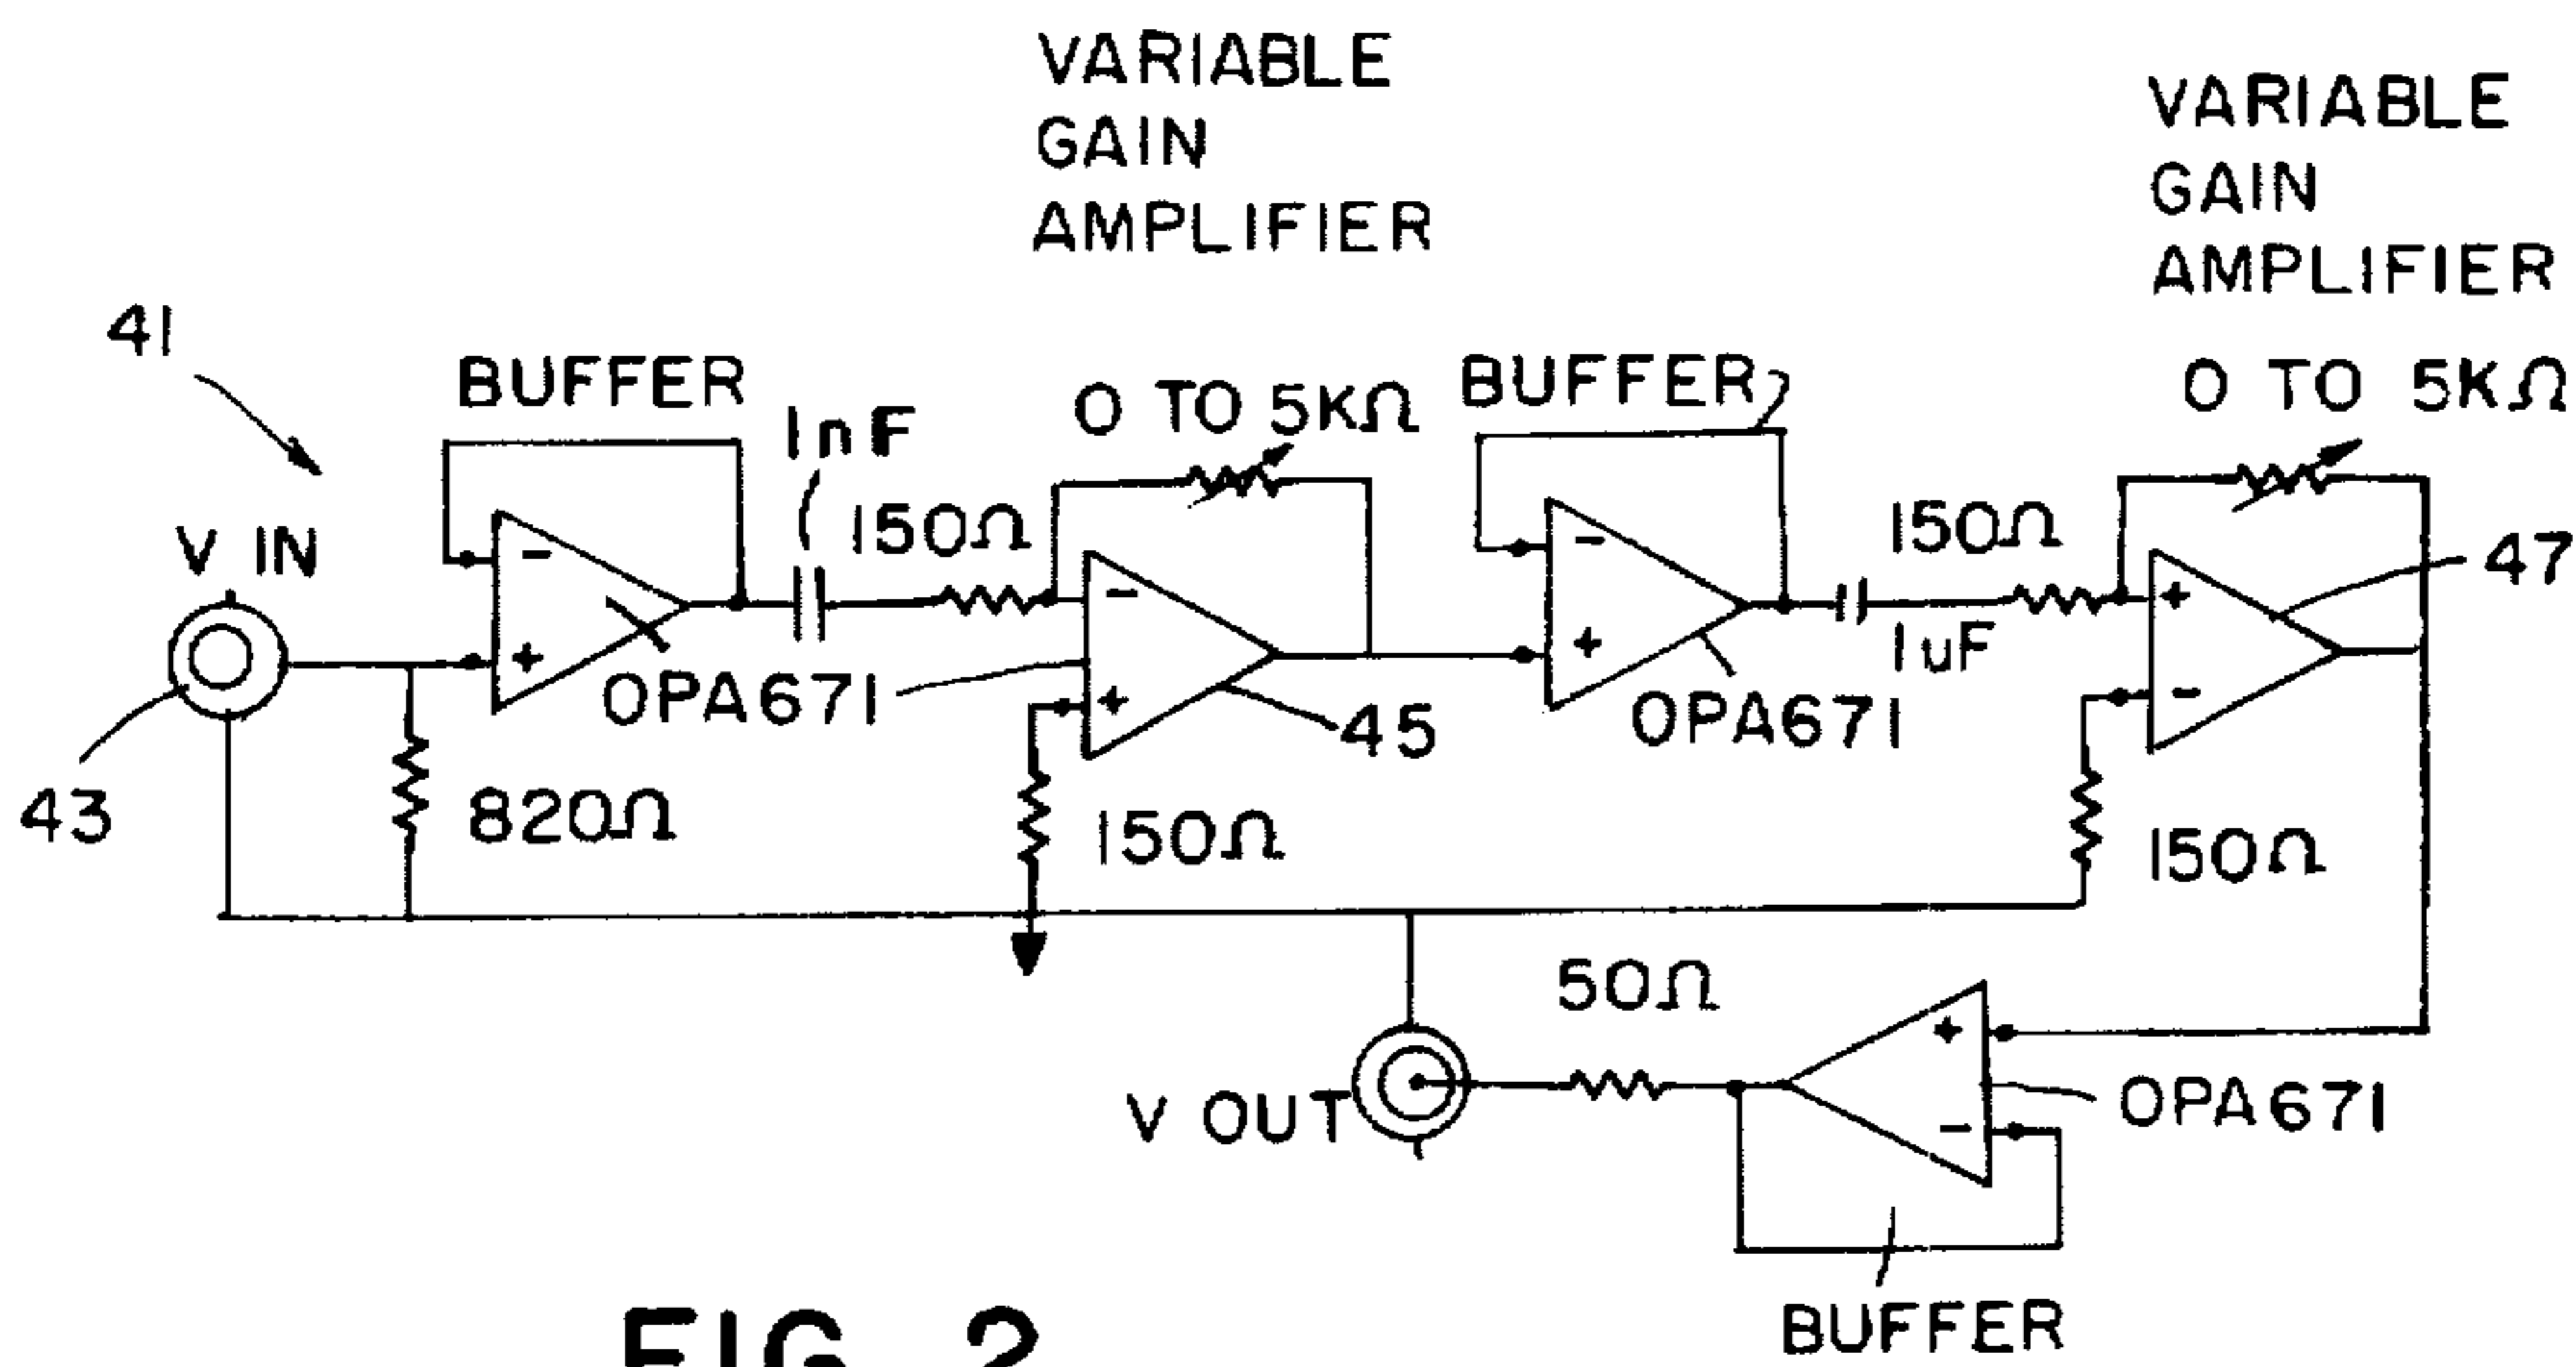 VARIABLE
GAIN
AMPLIFIER
VARIABLE
GAIN
AMPLIFIER
41
BUFFER
1nF
0 TO 5KΩ
BUFFER
0 TO 5KΩ
V IN
150Ω
150Ω
47
-
+
-
+
-
+
+
-
OPA671
45
1uF
OPA671
43
820Ω
150Ω
150Ω
50Ω
+
-
V OUT
OPA671
BUFFER
FIG. 2